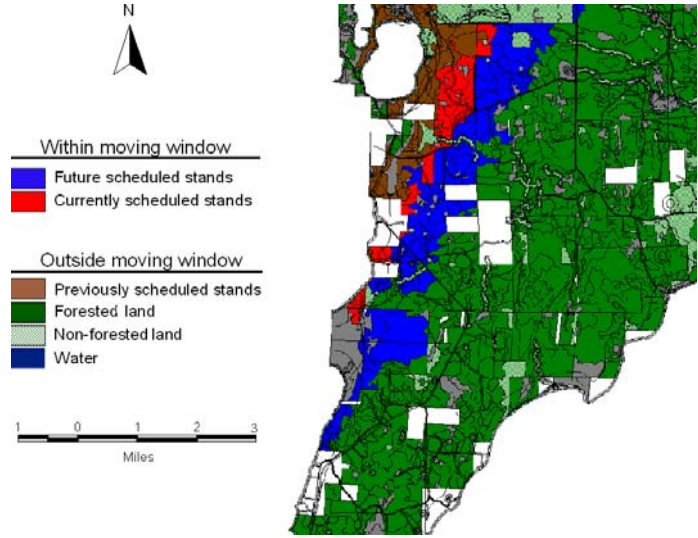 N
Within moving window
Future scheduled stands
Currently scheduled stands
Outside moving window
Previously scheduled stands
Forested land
Non-forested land
Water
1 0 1 2 3
Miles